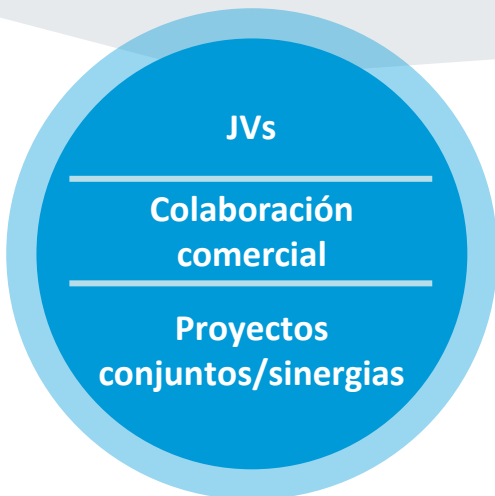 JVs
Colaboración
comercial
Proyectos
conjuntos/sinergias